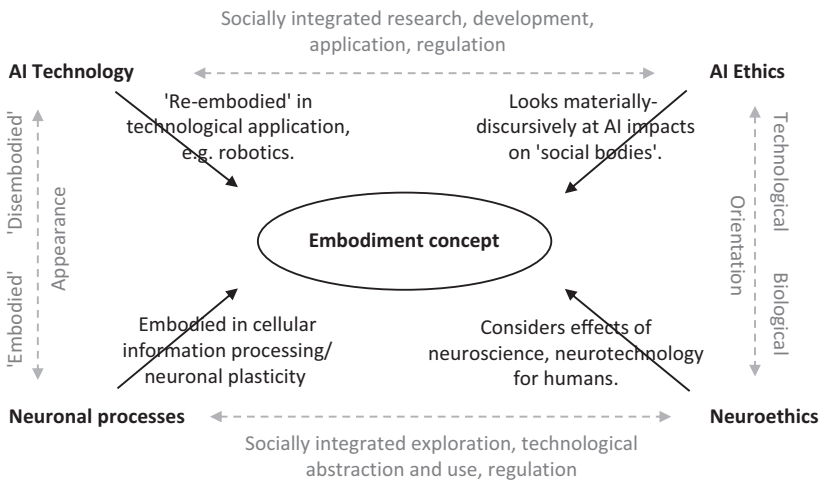 Socially integrated research, development,
application, regulation
AI Technology
AI Ethics
'Re-embodied' in
technological application,
e.g. robotics.
Looks materially-
discursively at AI impacts
on 'social bodies'.
'Disembodied'
'Embodied'
Appearance
Technological
Biological
Orientation
Embodiment concept
Embodied in cellular
information processing/
neuronal plasticity
Considers effects of
neuroscience, neurotechnology
for humans.
Neuronal processes
Neuroethics
Socially integrated exploration, technological
abstraction and use, regulation